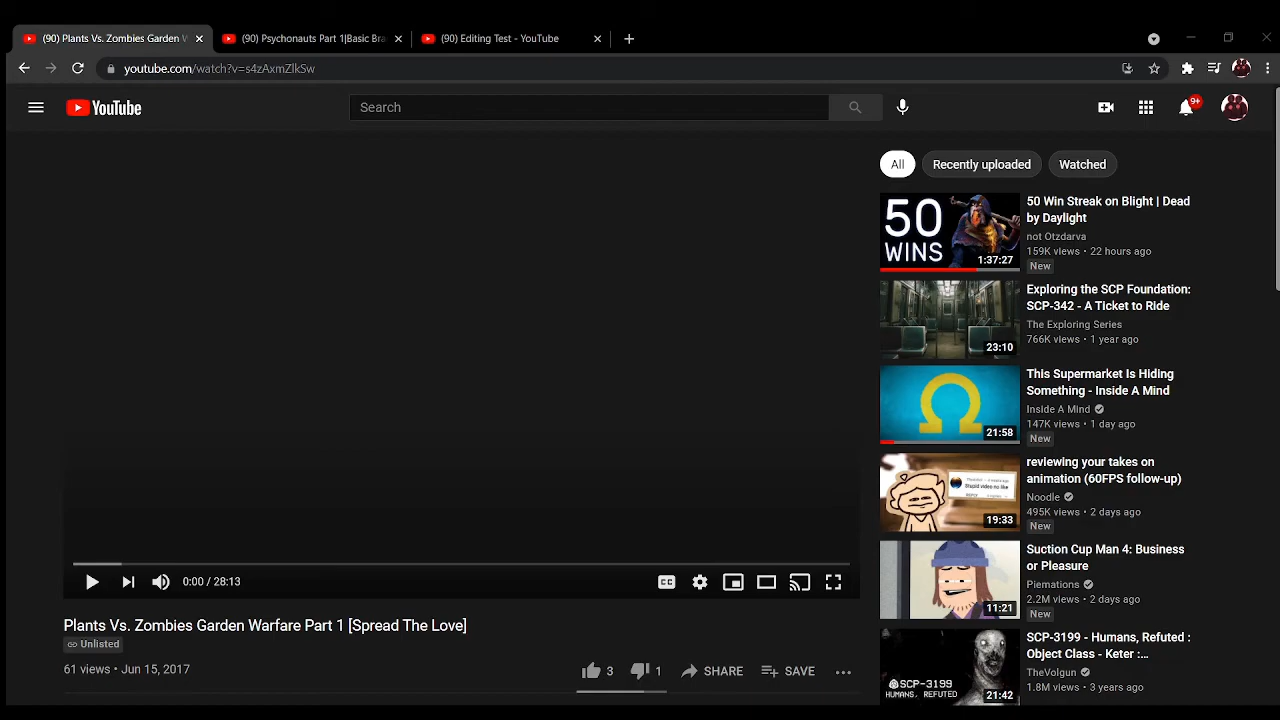 (90) Plants Vs. Zombies Garden W
(90) Psychonauts Part 1|Basic Bra
(90) Editing Test - YouTube
youtube.com/watch?v=s4zAxmZlkSw
YouTube
Search
9+
All
Recently uploaded
Watched
50 WINS
1:37:27
50 Win Streak on Blight | Dead
by Daylight
not Otzdarva
159K views • 22 hours ago
New
23:10
Exploring the SCP Foundation:
SCP-342 - A Ticket to Ride
The Exploring Series
766K views • 1 year ago
21:58
This Supermarket Is Hiding
Something - Inside A Mind
Inside A Mind
147K views • 1 day ago
New
Stupid video no like
19:33
reviewing your takes on
animation (60FPS follow-up)
Noodle
495K views • 2 days ago
New
11:21
Suction Cup Man 4: Business
or Pleasure
Piemations
2.2M views • 2 days ago
New
SCP-3199
HUMANS, REFUTED
21:42
SCP-3199 - Humans, Refuted :
Object Class - Keter :...
TheVolgun
1.8M views • 3 years ago
0:00 / 28:13
CC
Plants Vs. Zombies Garden Warfare Part 1 [Spread The Love]
Unlisted
61 views • Jun 15, 2017
3
1
SHARE
SAVE